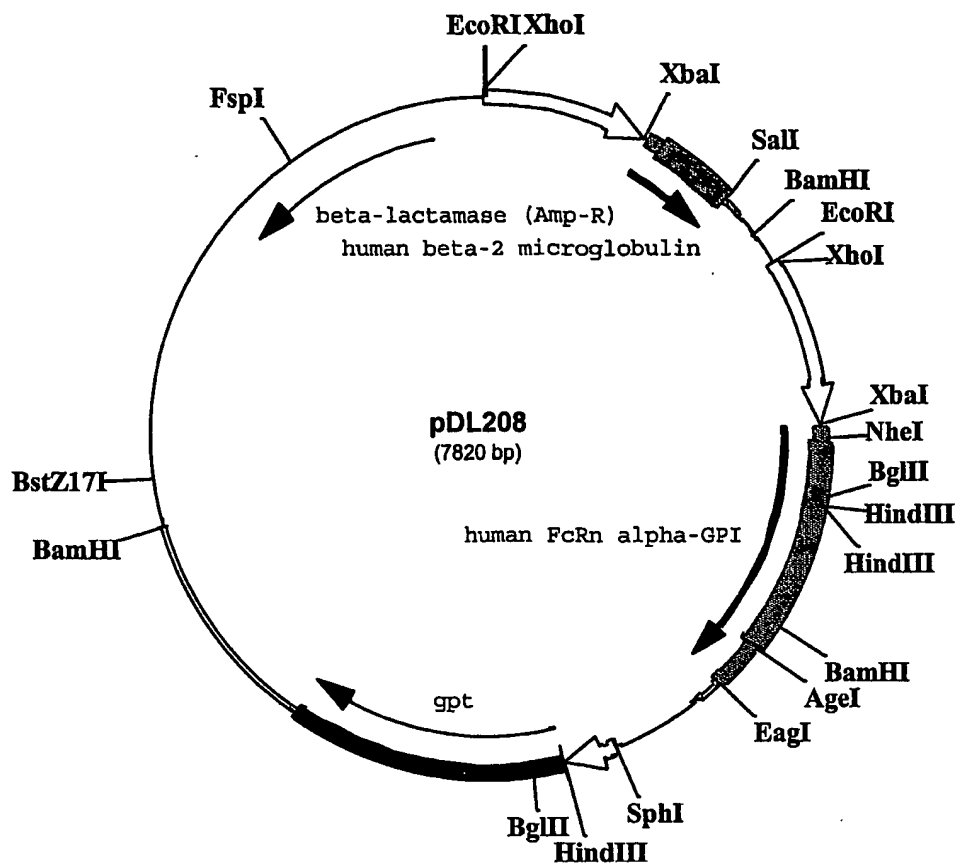 EcoRI XhoI
XbaI
FspI
SalI
BamHI
beta-lactamase (Amp-R)
EcoRI
human beta-2 microglobulin
XhoI
XbaI
pDL208
NheI
(7820 bp)
BglII
BstZ17I
HindIII
human FcRn alpha-GPI
BamHI
HindIII
BamHI
gpt
AgeI
EagI
SphI
BglII
HindIII